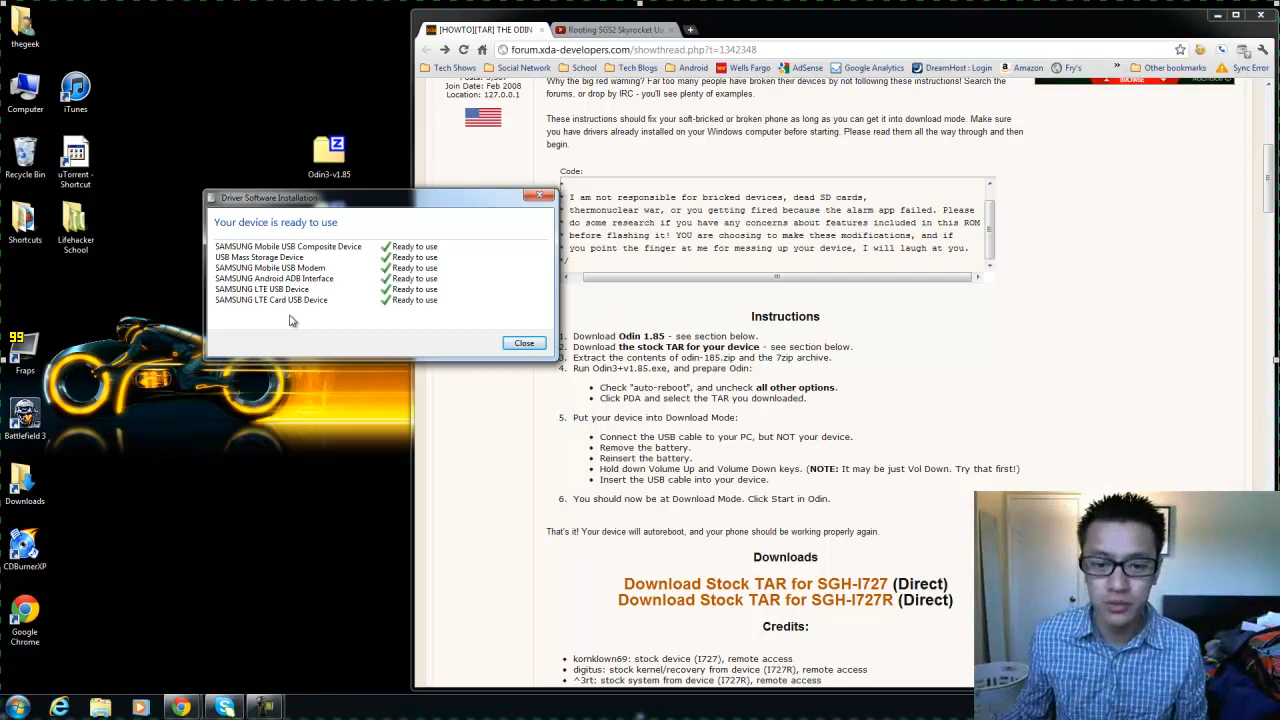 thegeek
Computer
iTunes
Recycle Bin
uTorrent -
Shortcut
Odin3-v1.85
Shortcuts
Lifehacker
School
99
Fraps
Battlefield 3
Downloads
CDBurnerXP
Google
Chrome
Driver Software Installation
Your device is ready to use
SAMSUNG Mobile USB Composite Device Ready to use
USB Mass Storage Device Ready to use
SAMSUNG Mobile USB Modem Ready to use
SAMSUNG Android ADB Interface Ready to use
SAMSUNG LTE USB Device Ready to use
SAMSUNG LTE Card USB Device Ready to use
Close
[HOWTO][TAR] THE ODIN
Rooting SGS2 Skyrocket Us
forum.xda-developers.com/showthread.php?t=1342348
Tech Shows Social Network School Tech Blogs Android Wells Fargo AdSense Google Analytics DreamHost : Login Amazon Fry's » Other bookmarks Sync Error
Join Date: Feb 2008
Location: 127.0.0.1
BROWSE
Why the big red warning? Far too many people have broken their devices by not following these instructions! Search the
forums, or drop by IRC - you'll see plenty of examples.
These instructions should fix your soft-bricked or broken phone as long as you can get it into download mode. Make sure
you have drivers already installed on your Windows computer before starting. Please read them all the way through and then
begin.
Code:
*
* I am not responsible for bricked devices, dead SD cards,
* thermonuclear war, or you getting fired because the alarm app failed. Please
* do some research if you have any concerns about features included in this ROM
* before flashing it! YOU are choosing to make these modifications, and if
* you point the finger at me for messing up your device, I will laugh at you.
*/
Instructions
1. Download Odin 1.85 - see section below.
2. Download the stock TAR for your device - see section below.
3. Extract the contents of odin-185.zip and the 7zip archive.
4. Run Odin3+v1.85.exe, and prepare Odin:
• Check "auto-reboot", and uncheck all other options.
• Click PDA and select the TAR you downloaded.
5. Put your device into Download Mode:
• Connect the USB cable to your PC, but NOT your device.
• Remove the battery.
• Reinsert the battery.
• Hold down Volume Up and Volume Down keys. (NOTE: It may be just Vol Down. Try that first!)
• Insert the USB cable into your device.
6. You should now be at Download Mode. Click Start in Odin.
That's it! Your device will autoreboot, and your phone should be working properly again.
Downloads
Download Stock TAR for SGH-I727 (Direct)
Download Stock TAR for SGH-I727R (Direct)
Credits:
• kornklown69: stock device (I727), remote access
• digitus: stock kernel/recovery from device (I727R), remote access
• ^3rt: stock system from device (I727R), remote access